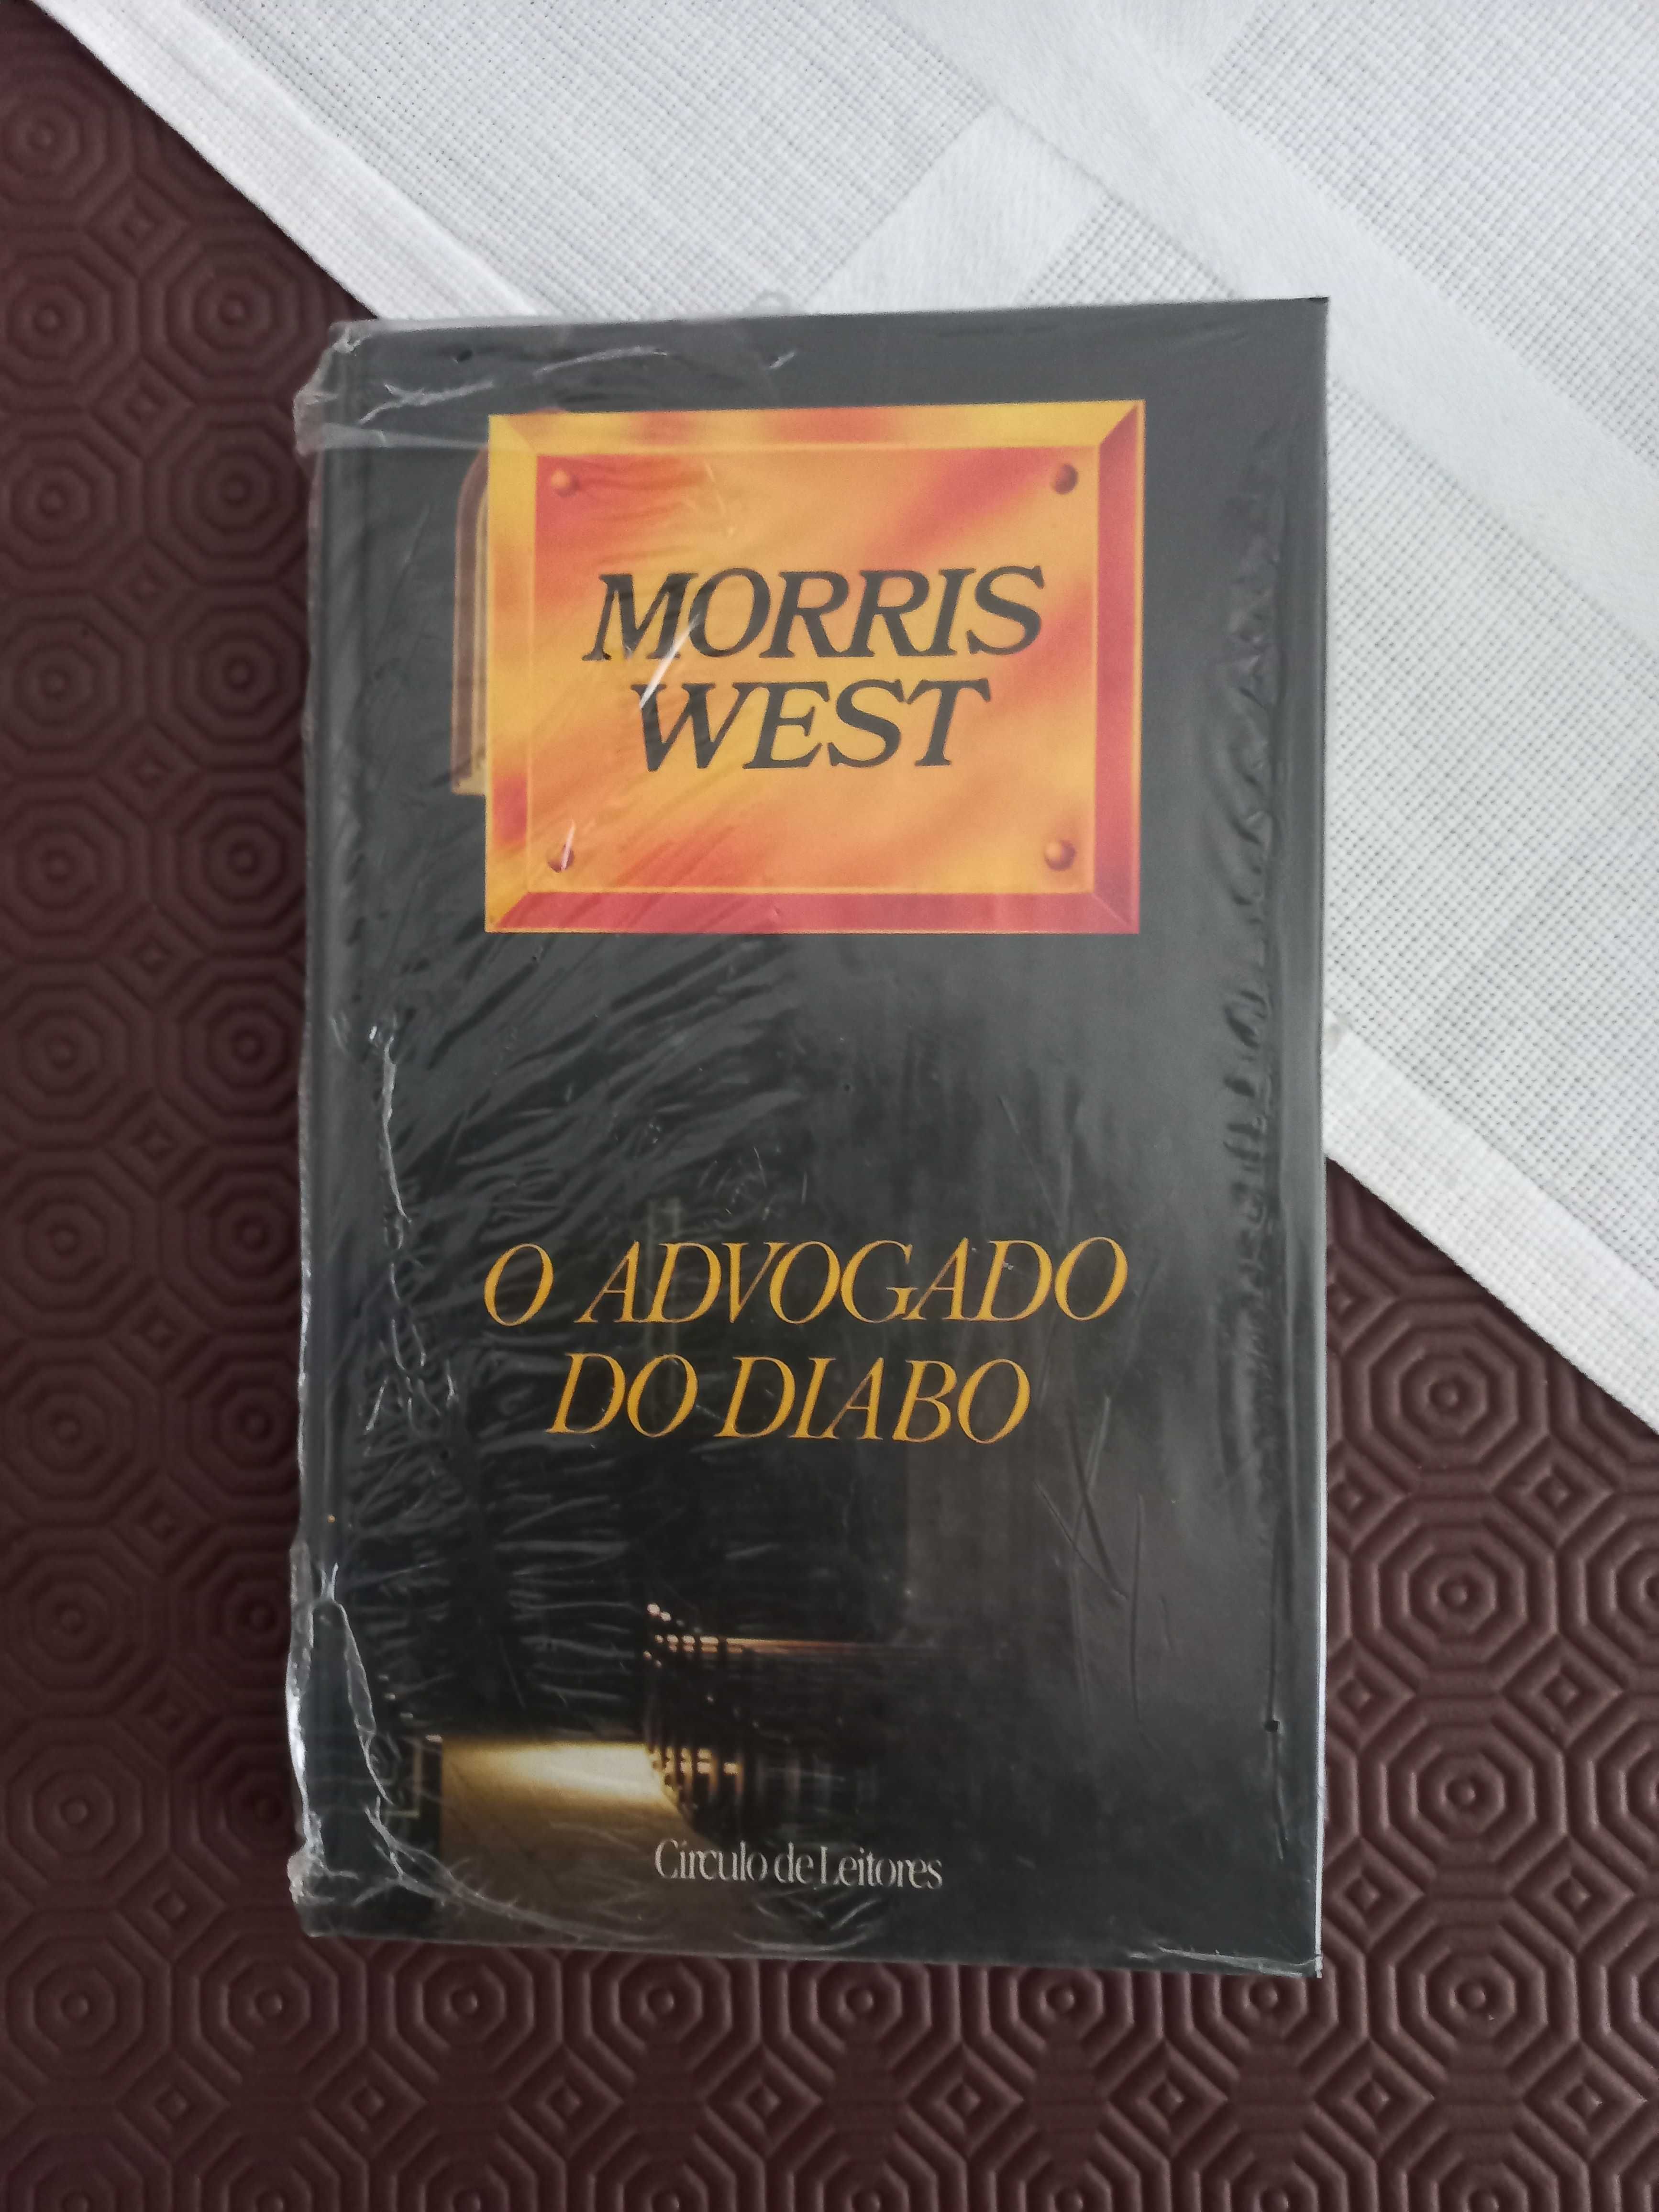 MORRIS
WEST
O ADVOGADO
DO DIABO
Círculo de Leitores